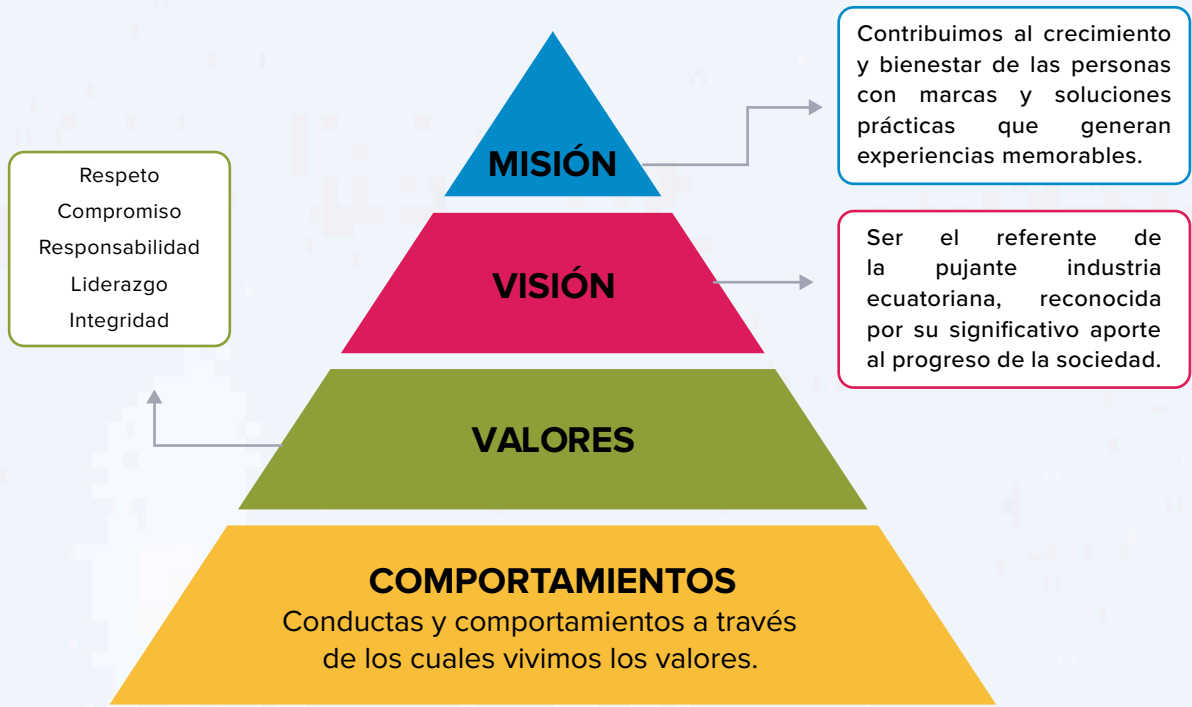 MISIÓN
Contribuimos al crecimiento
y bienestar de las personas
con marcas y soluciones
prácticas que generan
experiencias memorables.
VISIÓN
Ser el referente de
la pujante industria
ecuatoriana, reconocida
por su significativo aporte
al progreso de la sociedad.
Respeto
Compromiso
Responsabilidad
Liderazgo
Integridad
VALORES
COMPORTAMIENTOS
Conductas y comportamientos a través
de los cuales vivimos los valores.